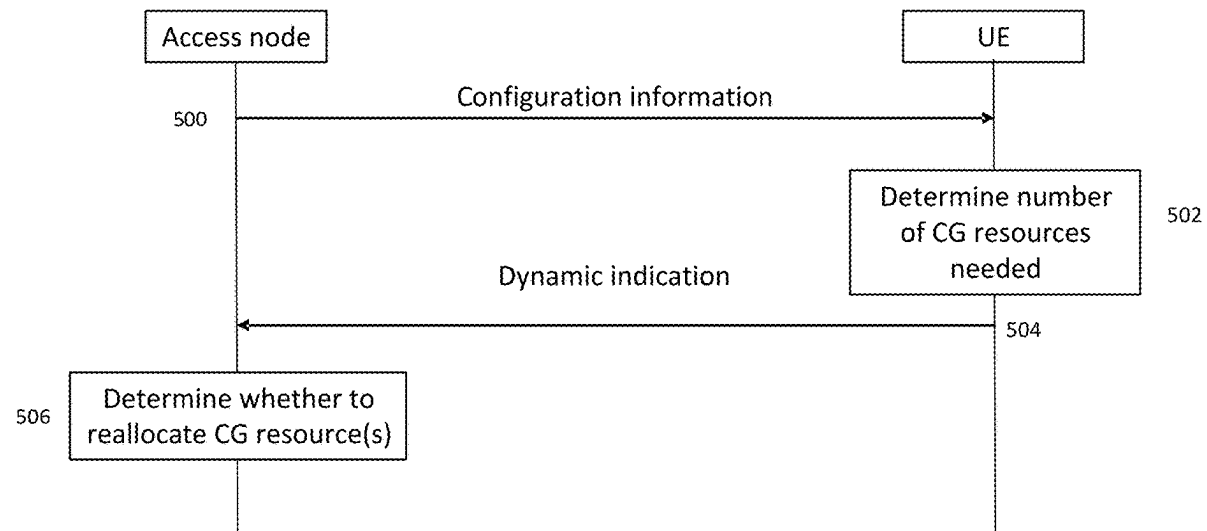 Access node
UE
Configuration information
500
Determine number
of CG resources
needed
502
Dynamic indication
504
Determine whether to
reallocate CG resource(s)
506